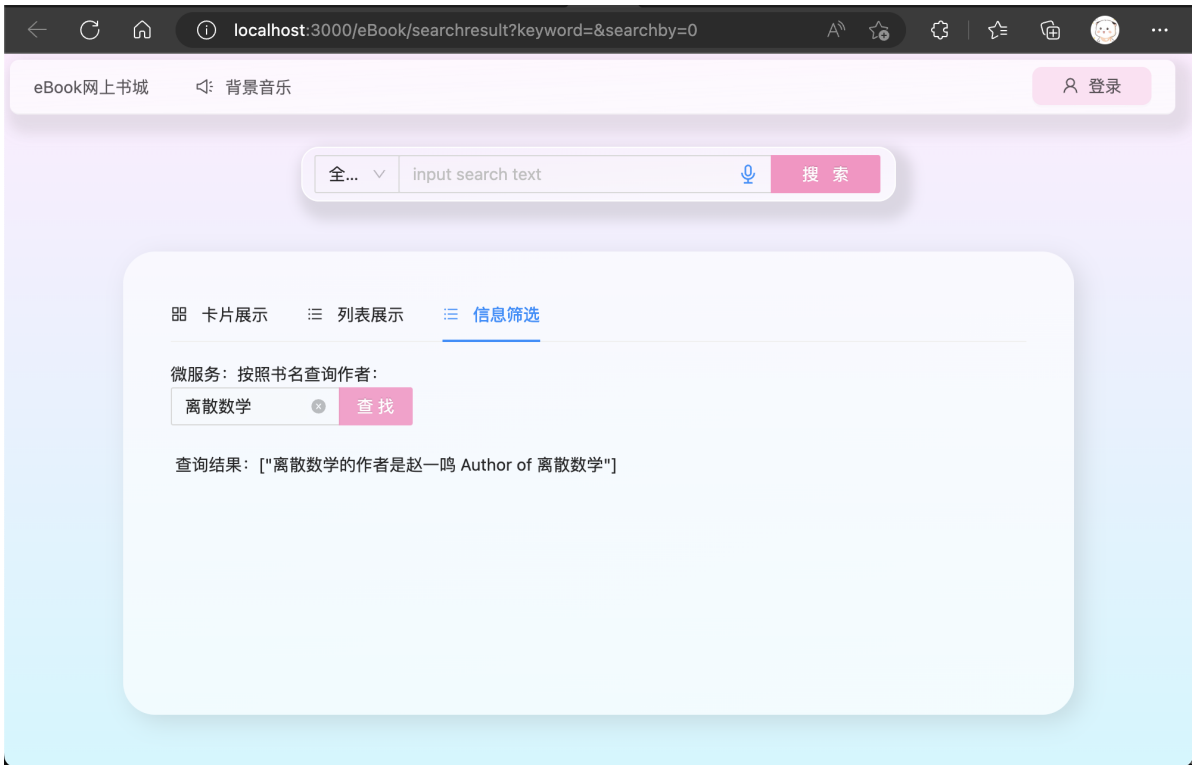 localhost:3000/eBook/searchresult?keyword=&searchby=0
eBook网上书城 背景音乐 登录
全... input search text 搜 索
卡片展示 列表展示 信息筛选
微服务：按照书名查询作者：
离散数学 查 找
查询结果：["离散数学的作者是赵一鸣 Author of 离散数学"]